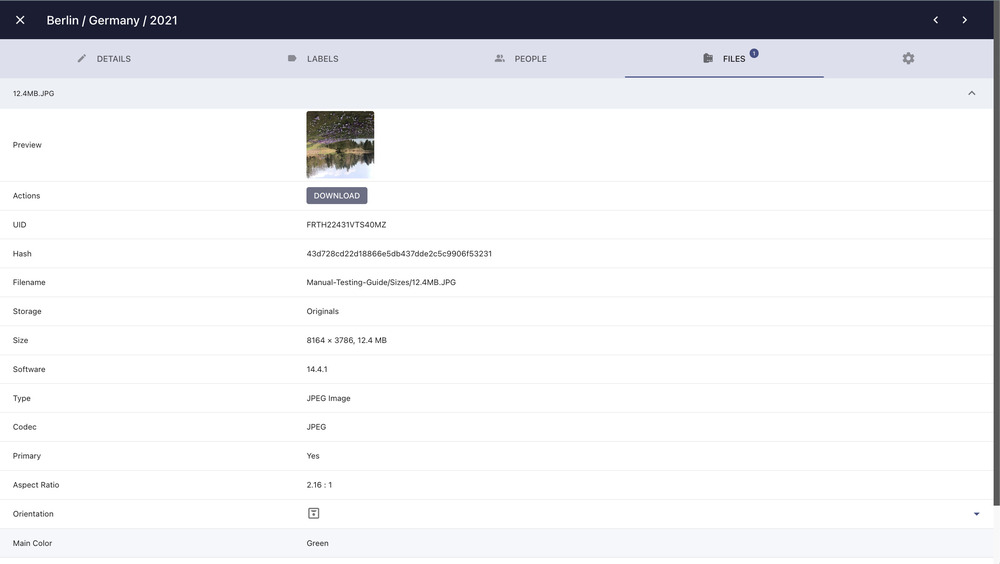 Berlin / Germany / 2021
DETAILS
LABELS
PEOPLE
FILES 1
12.4MB.JPG
Preview
Actions DOWNLOAD
UID FRTH22431VTS40MZ
Hash 43d728cd22d18866e5db437dde2c5c9906f53231
Filename Manual-Testing-Guide/Sizes/12.4MB.JPG
Storage Originals
Size 8164 × 3786, 12.4 MB
Software 14.4.1
Type JPEG Image
Codec JPEG
Primary Yes
Aspect Ratio 2.16 : 1
Orientation
Main Color Green